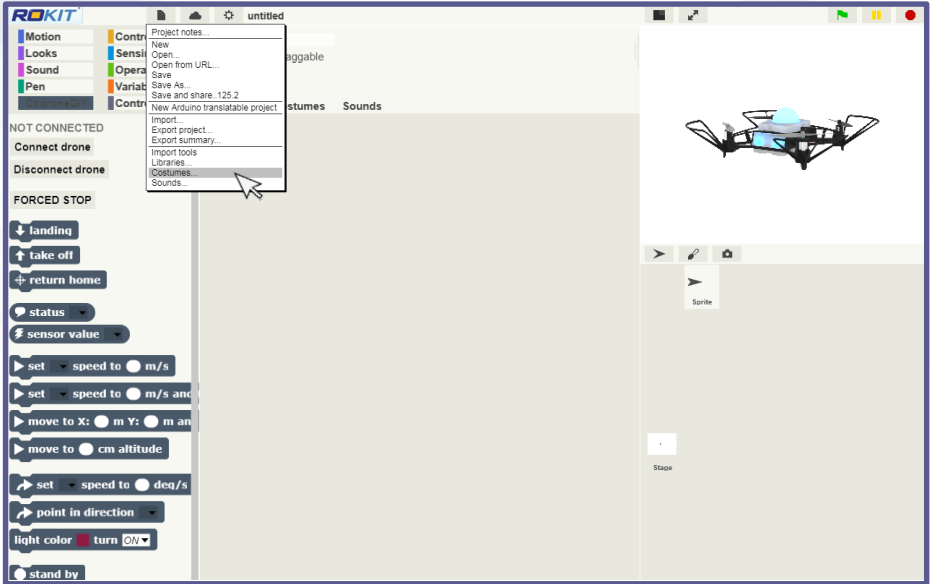 ROKIT untitled
Motion Contro
Looks Sensi
Sound Opera
Pen Variab
CodroneDIY Contr
Project notes...
New
Open...
Open from URL...
Save
Save As...
Save and share..125.2
New Arduino translatable project
Import...
Export project...
Export summary...
Import tools
Libraries...
Costumes...
Sounds...
aggable
stumes Sounds
NOT CONNECTED
Connect drone
Disconnect drone
FORCED STOP
landing
take off
return home
status
sensor value
set speed to m/s
set speed to m/s and
move to X: m Y: m an
move to cm altitude
set speed to deg/s
point in direction
light color turn ON
stand by
Sprite
Stage